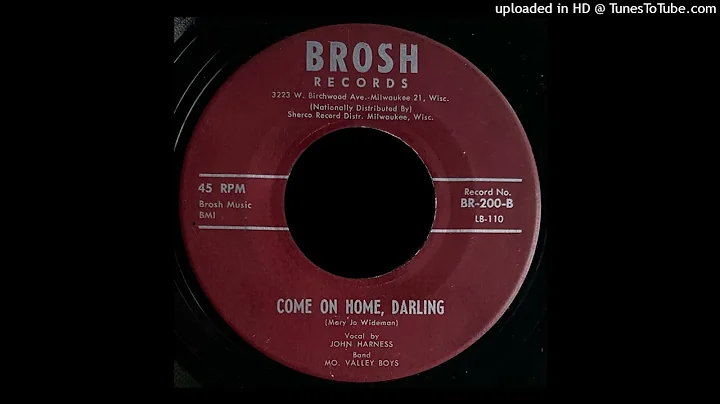 uploaded in HD @ TunesToTube.com
BROSH
RECORDS
3223 W. Birchwood Ave.-Milwaukee 21, Wisc.
(Nationally Distributed By)
Sherco Record Distr. Milwaukee, Wisc.
45 RPM
Brosh Music
BMI
Record No.
BR-200-B
LB-110
COME ON HOME, DARLING
(Mary Jo Wideman)
Vocal by
JOHN HARNESS
Band
MO. VALLEY BOYS